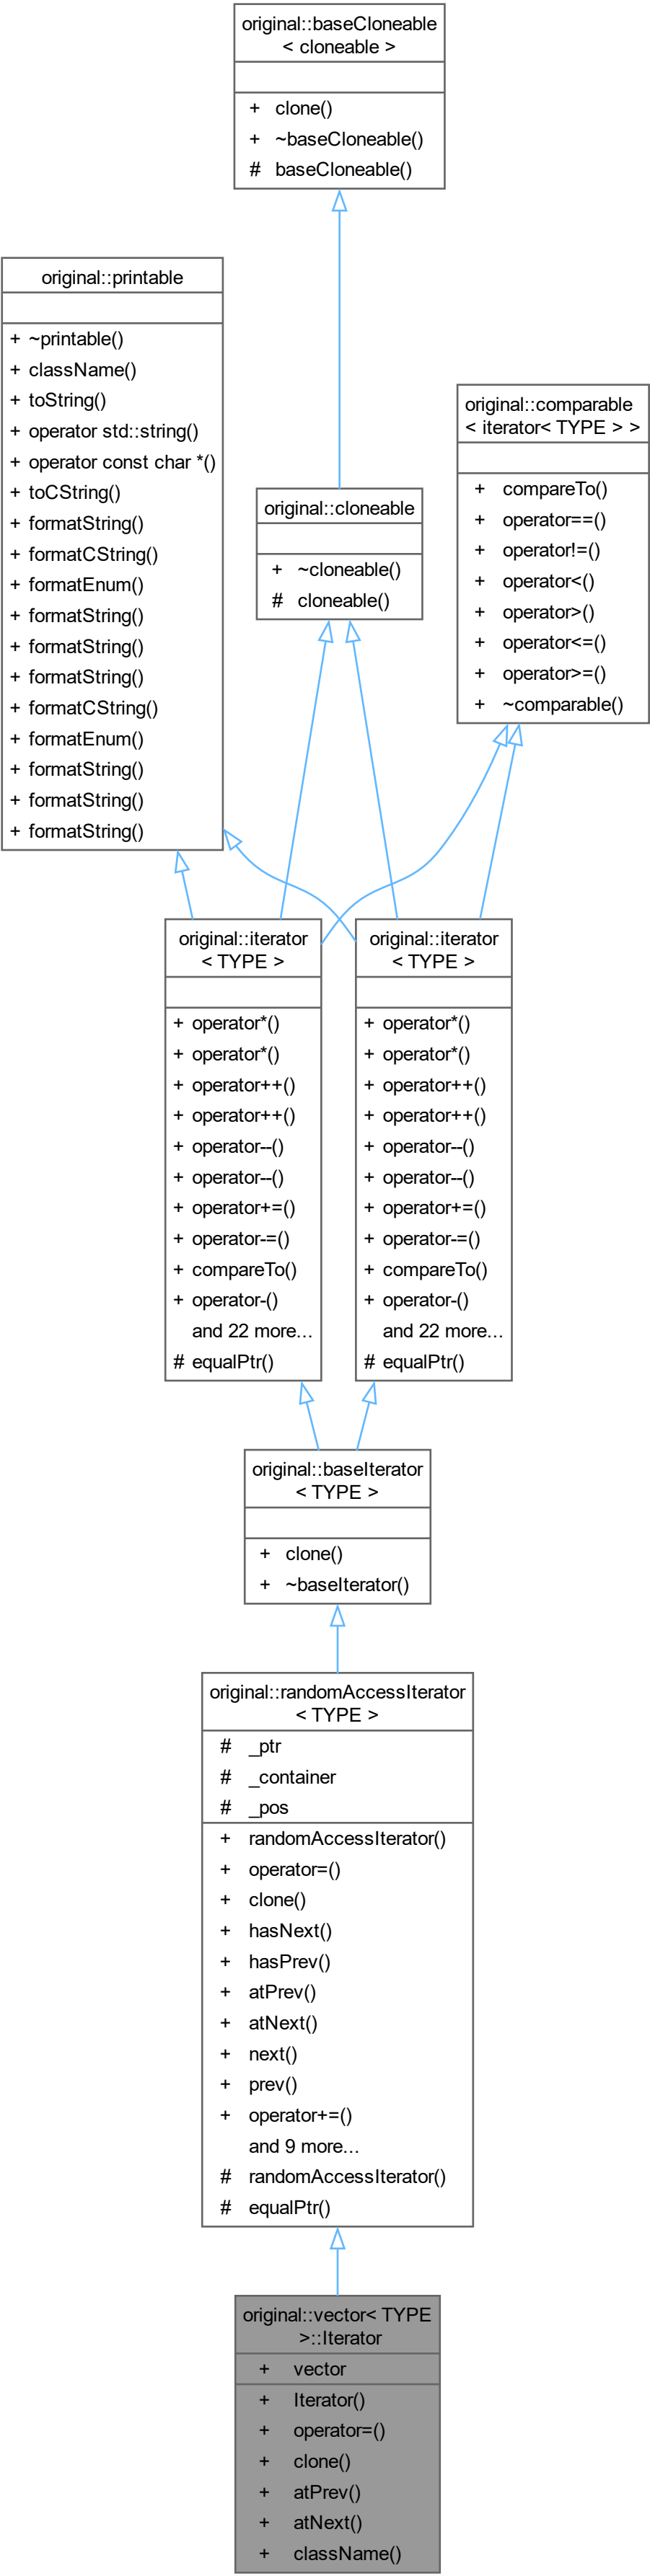 original::baseCloneable
< cloneable >
+ clone()
+ ~baseCloneable()
# baseCloneable()
original::printable
+ ~printable()
+ className()
+ toString()
+ operator std::string()
+ operator const char *()
+ toCString()
+ formatString()
+ formatCString()
+ formatEnum()
+ formatString()
+ formatString()
+ formatString()
+ formatCString()
+ formatEnum()
+ formatString()
+ formatString()
+ formatString()
original::cloneable
+ ~cloneable()
# cloneable()
original::comparable
< iterator< TYPE > >
+ compareTo()
+ operator==()
+ operator!=()
+ operator<()
+ operator>()
+ operator<=()
+ operator>=()
+ ~comparable()
original::iterator
< TYPE >
+ operator*()
+ operator*()
+ operator++()
+ operator++()
+ operator--()
+ operator--()
+ operator+=()
+ operator-=()
+ compareTo()
+ operator-()
and 22 more...
# equalPtr()
original::iterator
< TYPE >
+ operator*()
+ operator*()
+ operator++()
+ operator++()
+ operator--()
+ operator--()
+ operator+=()
+ operator-=()
+ compareTo()
+ operator-()
and 22 more...
# equalPtr()
original::baseIterator
< TYPE >
+ clone()
+ ~baseIterator()
original::randomAccessIterator
< TYPE >
# _ptr
# _container
# _pos
+ randomAccessIterator()
+ operator=()
+ clone()
+ hasNext()
+ hasPrev()
+ atPrev()
+ atNext()
+ next()
+ prev()
+ operator+=()
and 9 more...
# randomAccessIterator()
# equalPtr()
original::vector< TYPE
>::Iterator
+ vector
+ Iterator()
+ operator=()
+ clone()
+ atPrev()
+ atNext()
+ className()